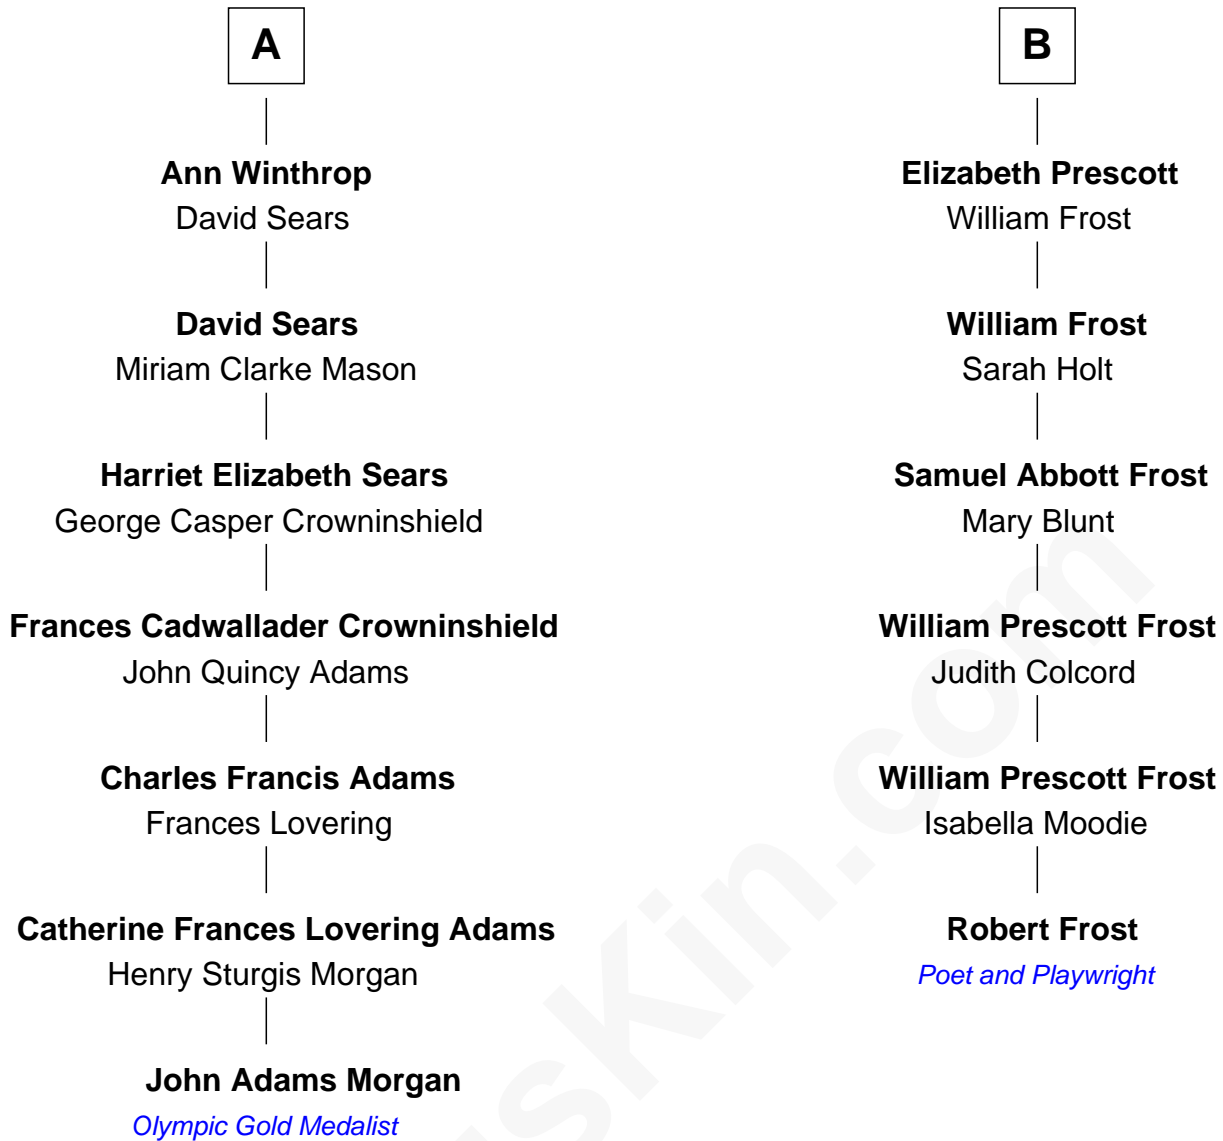 A
Ann Winthrop
David Sears
David Sears
Miriam Clarke Mason
Harriet Elizabeth Sears
George Casper Crowninshield
Frances Cadwallader Crowninshield
John Quincy Adams
Charles Francis Adams
Frances Lovering
Catherine Frances Lovering Adams
Henry Sturgis Morgan
John Adams Morgan
Olympic Gold Medalist
B
Elizabeth Prescott
William Frost
William Frost
Sarah Holt
Samuel Abbott Frost
Mary Blunt
William Prescott Frost
Judith Colcord
William Prescott Frost
Isabella Moodie
Robert Frost
Poet and Playwright